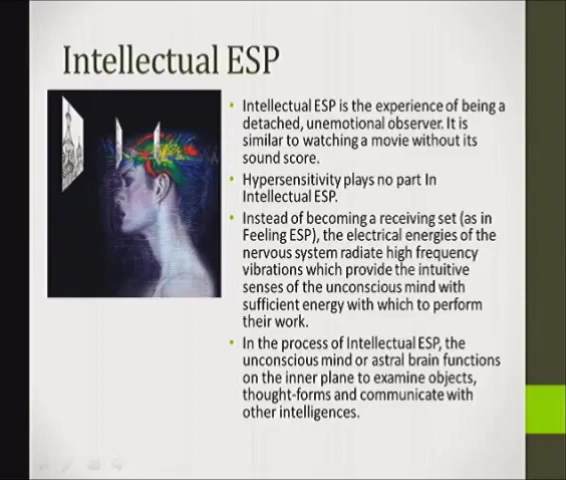 Intellectual ESP
• Intellectual ESP is the experience of being a
detached, unemotional observer. It is
similar to watching a movie without its
sound score.
• Hypersensitivity plays no part In
Intellectual ESP.
• Instead of becoming a receiving set (as in
Feeling ESP), the electrical energies of the
nervous system radiate high frequency
vibrations which provide the intuitive
senses of the unconscious mind with
sufficient energy with which to perform
their work.
• In the process of Intellectual ESP, the
unconscious mind or astral brain functions
on the inner plane to examine objects,
thought-forms and communicate with
other intelligences.